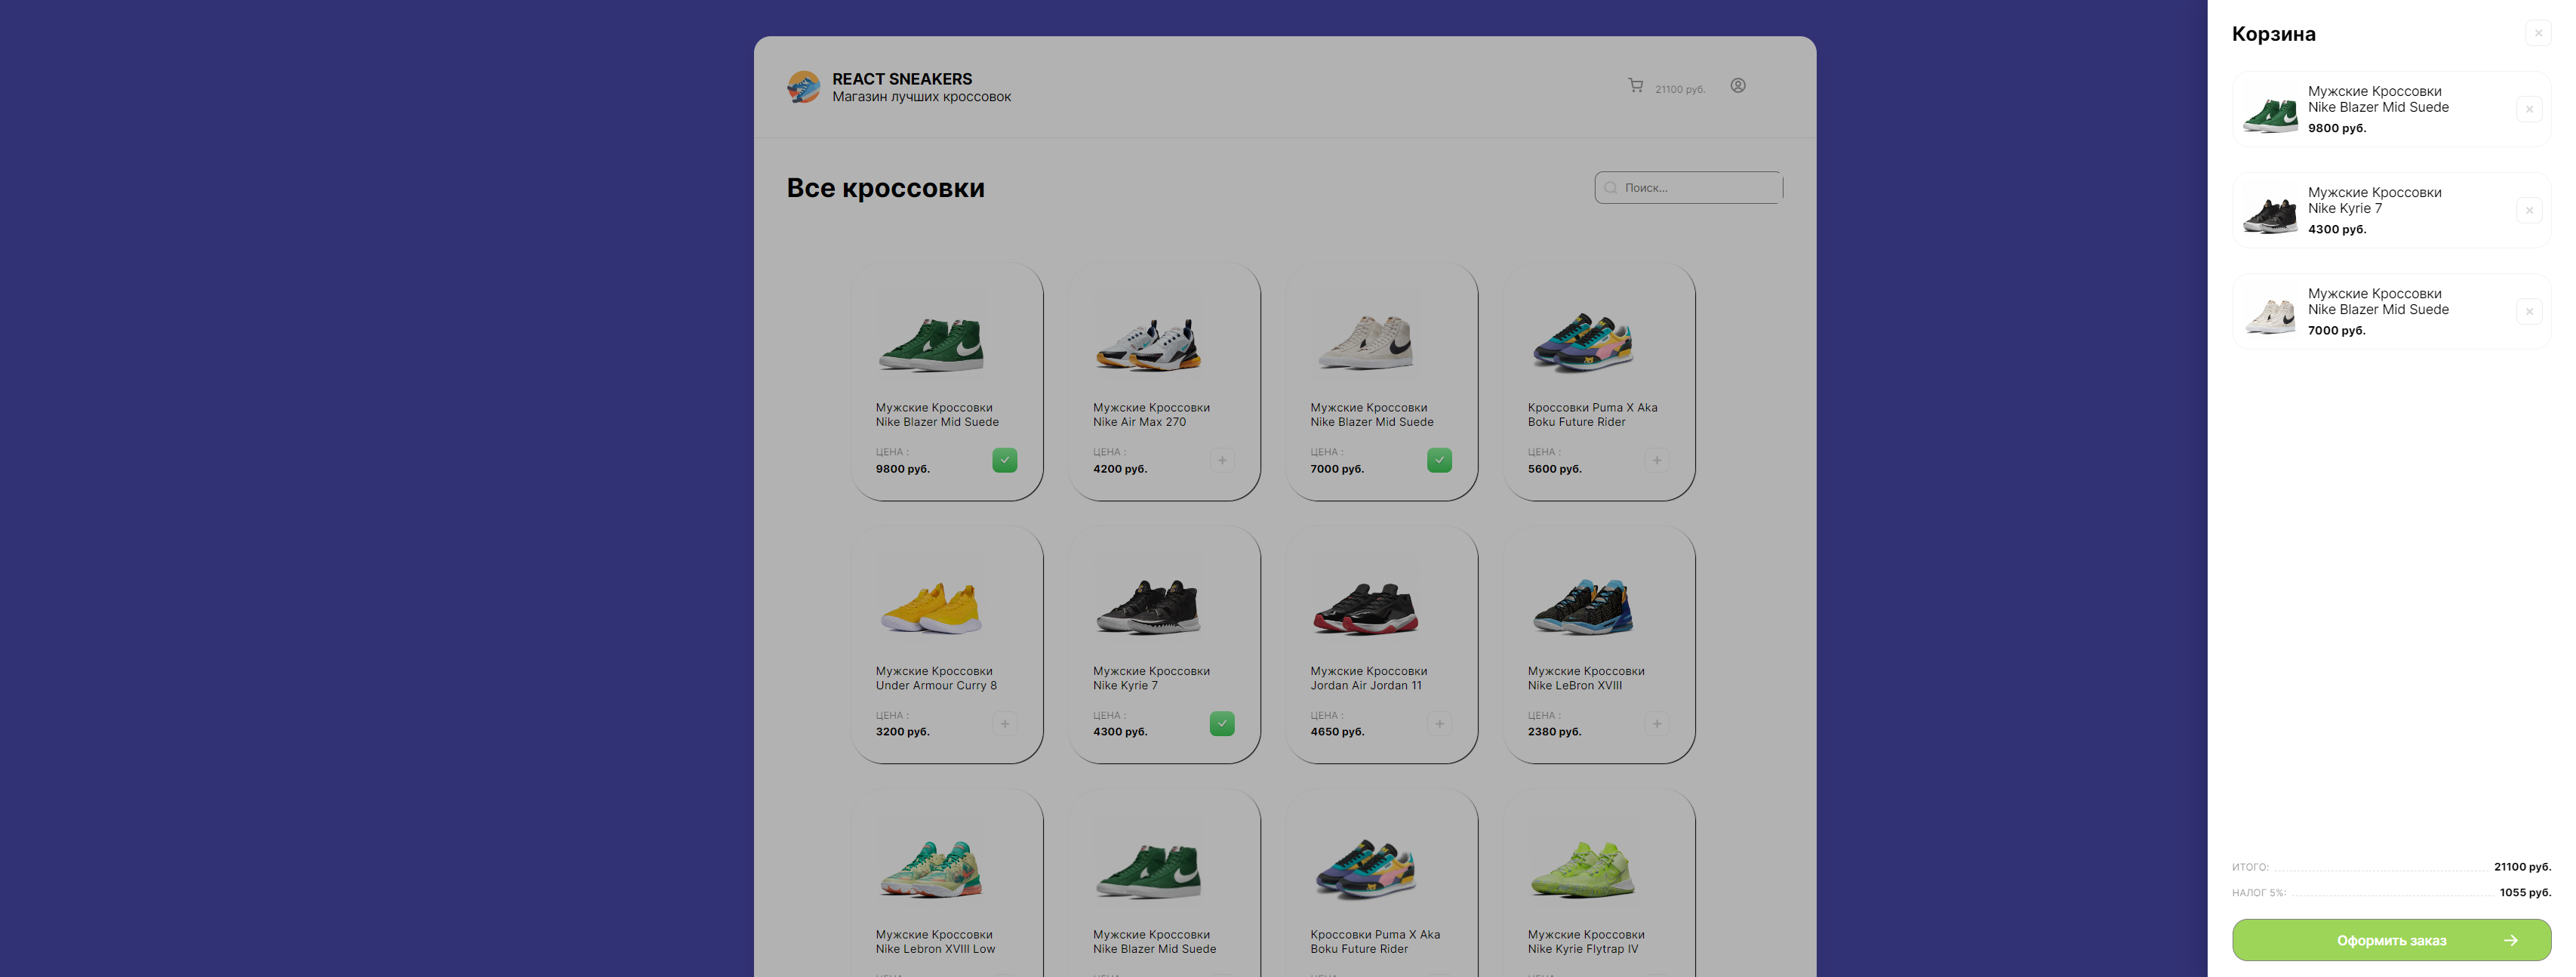 REACT SNEAKERS
Магазин лучших кроссовок
21100 руб.
Все кроссовки
Поиск...
Мужские Кроссовки
Nike Blazer Mid Suede
ЦЕНА :
9800 руб.
Мужские Кроссовки
Nike Air Max 270
ЦЕНА :
4200 руб.
Мужские Кроссовки
Nike Blazer Mid Suede
ЦЕНА :
7000 руб.
Кроссовки Puma X Aka
Boku Future Rider
ЦЕНА :
5600 руб.
Мужские Кроссовки
Under Armour Curry 8
ЦЕНА :
3200 руб.
Мужские Кроссовки
Nike Kyrie 7
ЦЕНА :
4300 руб.
Мужские Кроссовки
Jordan Air Jordan 11
ЦЕНА :
4650 руб.
Мужские Кроссовки
Nike LeBron XVIII
ЦЕНА :
2380 руб.
Мужские Кроссовки
Nike Lebron XVIII Low
Мужские Кроссовки
Nike Blazer Mid Suede
Кроссовки Puma X Aka
Boku Future Rider
Мужские Кроссовки
Nike Kyrie Flytrap IV
Корзина
Мужские Кроссовки
Nike Blazer Mid Suede
9800 руб.
Мужские Кроссовки
Nike Kyrie 7
4300 руб.
Мужские Кроссовки
Nike Blazer Mid Suede
7000 руб.
ИТОГО: 21100 руб.
НАЛОГ 5%: 1055 руб.
Оформить заказ